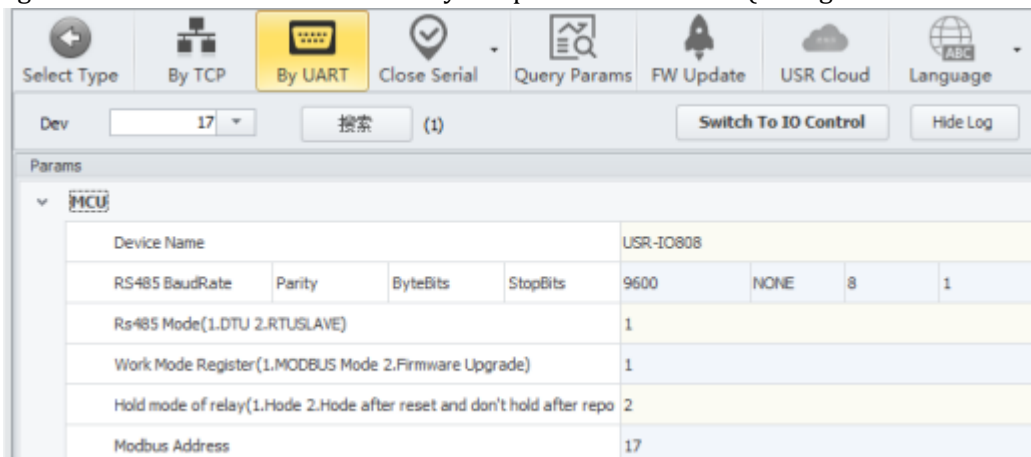 Select Type By TCP By UART Close Serial Query Params FW Update USR Cloud ABC Language
Dev 17 搜索 (1) Switch To IO Control Hide Log
Params
MCU
Device Name USR-IO808
RS485 BaudRate Parity ByteBits StopBits 9600 NONE 8 1
Rs485 Mode(1.DTU 2.RTUSLAVE) 1
Work Mode Register(1.MODBUS Mode 2.Firmware Upgrade) 1
Hold mode of relay(1.Hode 2.Hode after reset and don't hold after repo 2
Modbus Address 17